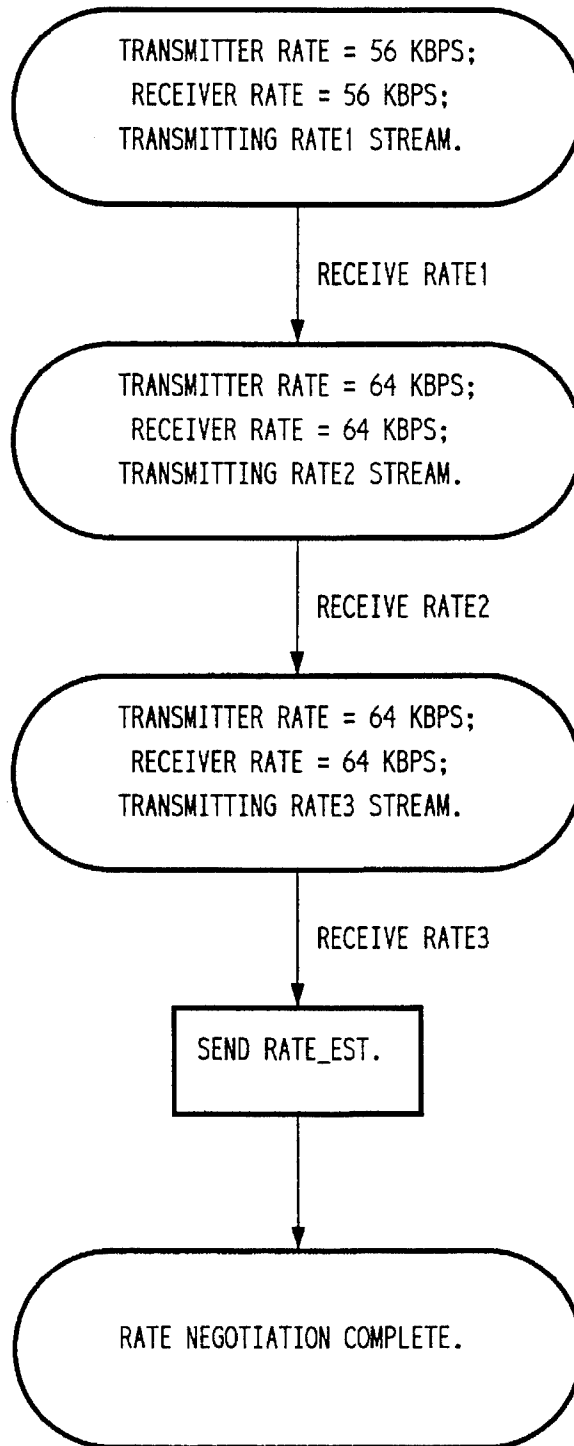 TRANSMITTER RATE = 56 KBPS;
RECEIVER RATE = 56 KBPS;
TRANSMITTING RATE1 STREAM.
RECEIVE RATE1
TRANSMITTER RATE = 64 KBPS;
RECEIVER RATE = 64 KBPS;
TRANSMITTING RATE2 STREAM.
RECEIVE RATE2
TRANSMITTER RATE = 64 KBPS;
RECEIVER RATE = 64 KBPS;
TRANSMITTING RATE3 STREAM.
RECEIVE RATE3
SEND RATE_EST.
RATE NEGOTIATION COMPLETE.